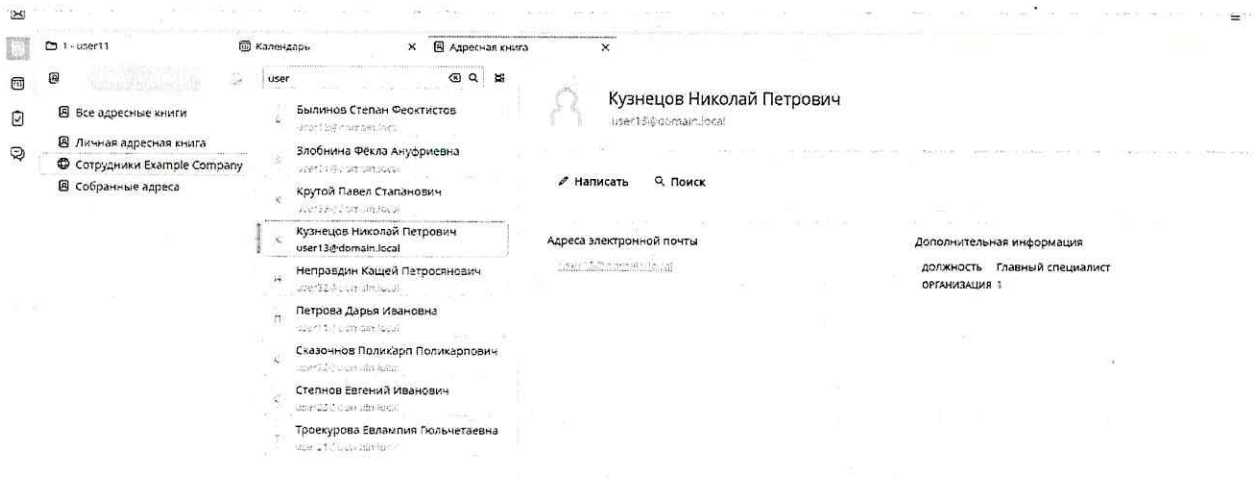 1 - user11
Календарь
Адресная книга
Все адресные книги
Личная адресная книга
Сотрудники Example Company
Собранные адреса
user
Былинов Степан Феоктистов
Злобнина Фёкла Ануфриевна
Крутой Павел Стапанович
К Кузнецов Николай Петрович
user13@domain.local
Н Неправдин Кащей Петросянович
П Петрова Дарья Ивановна
Сказочнов Поликарп Поликарпович
Степнов Евгений Иванович
Троекурова Евлампия Гюльчетаевна
Кузнецов Николай Петрович
user13@domain.local
Написать Поиск
Адреса электронной почты
Дополнительная информация
ДОЛЖНОСТЬ Главный специалист
ОРГАНИЗАЦИЯ 1